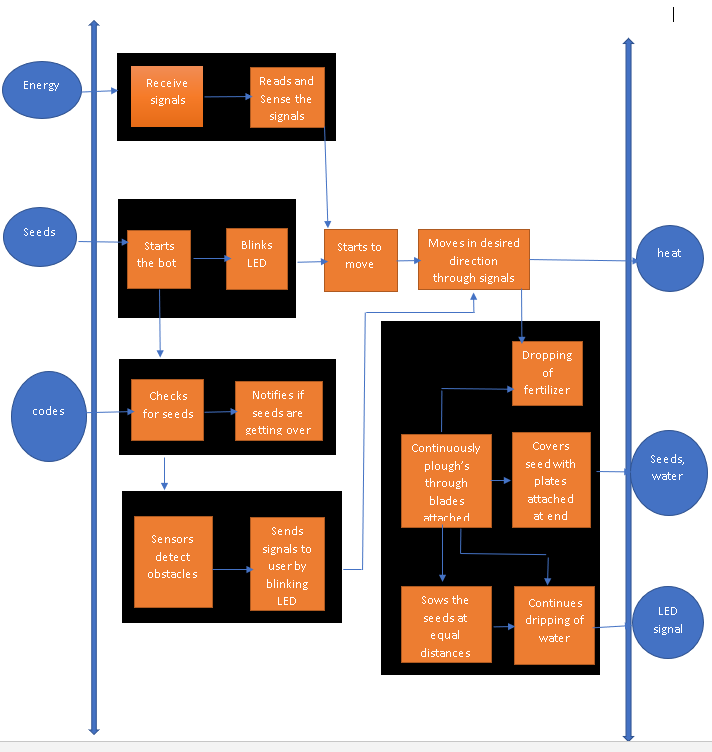 Energy
Receive
signals
Reads and
Sense the
signals
Seeds
Starts
the bot
Blinks
LED
Starts to
move
Moves in desired
direction
through signals
heat
codes
Checks
for seeds
Notifies if
seeds are
getting over
Dropping
of
fertilizer
Continuously
plough's
through
blades
attached
Covers
seed with
plates
attached
at end
Seeds,
water
Sensors
detect
obstacles
Sends
signals to
user by
blinking
LED
Sows the
seeds at
equal
distances
Continues
dripping of
water
LED
signal